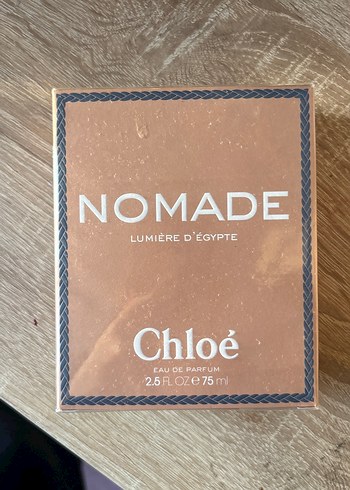 NOMADE
LUMIÈRE D'ÉGYPTE
Chloé
EAU DE PARFUM
2.5 FL OZ ℮ 75 ml